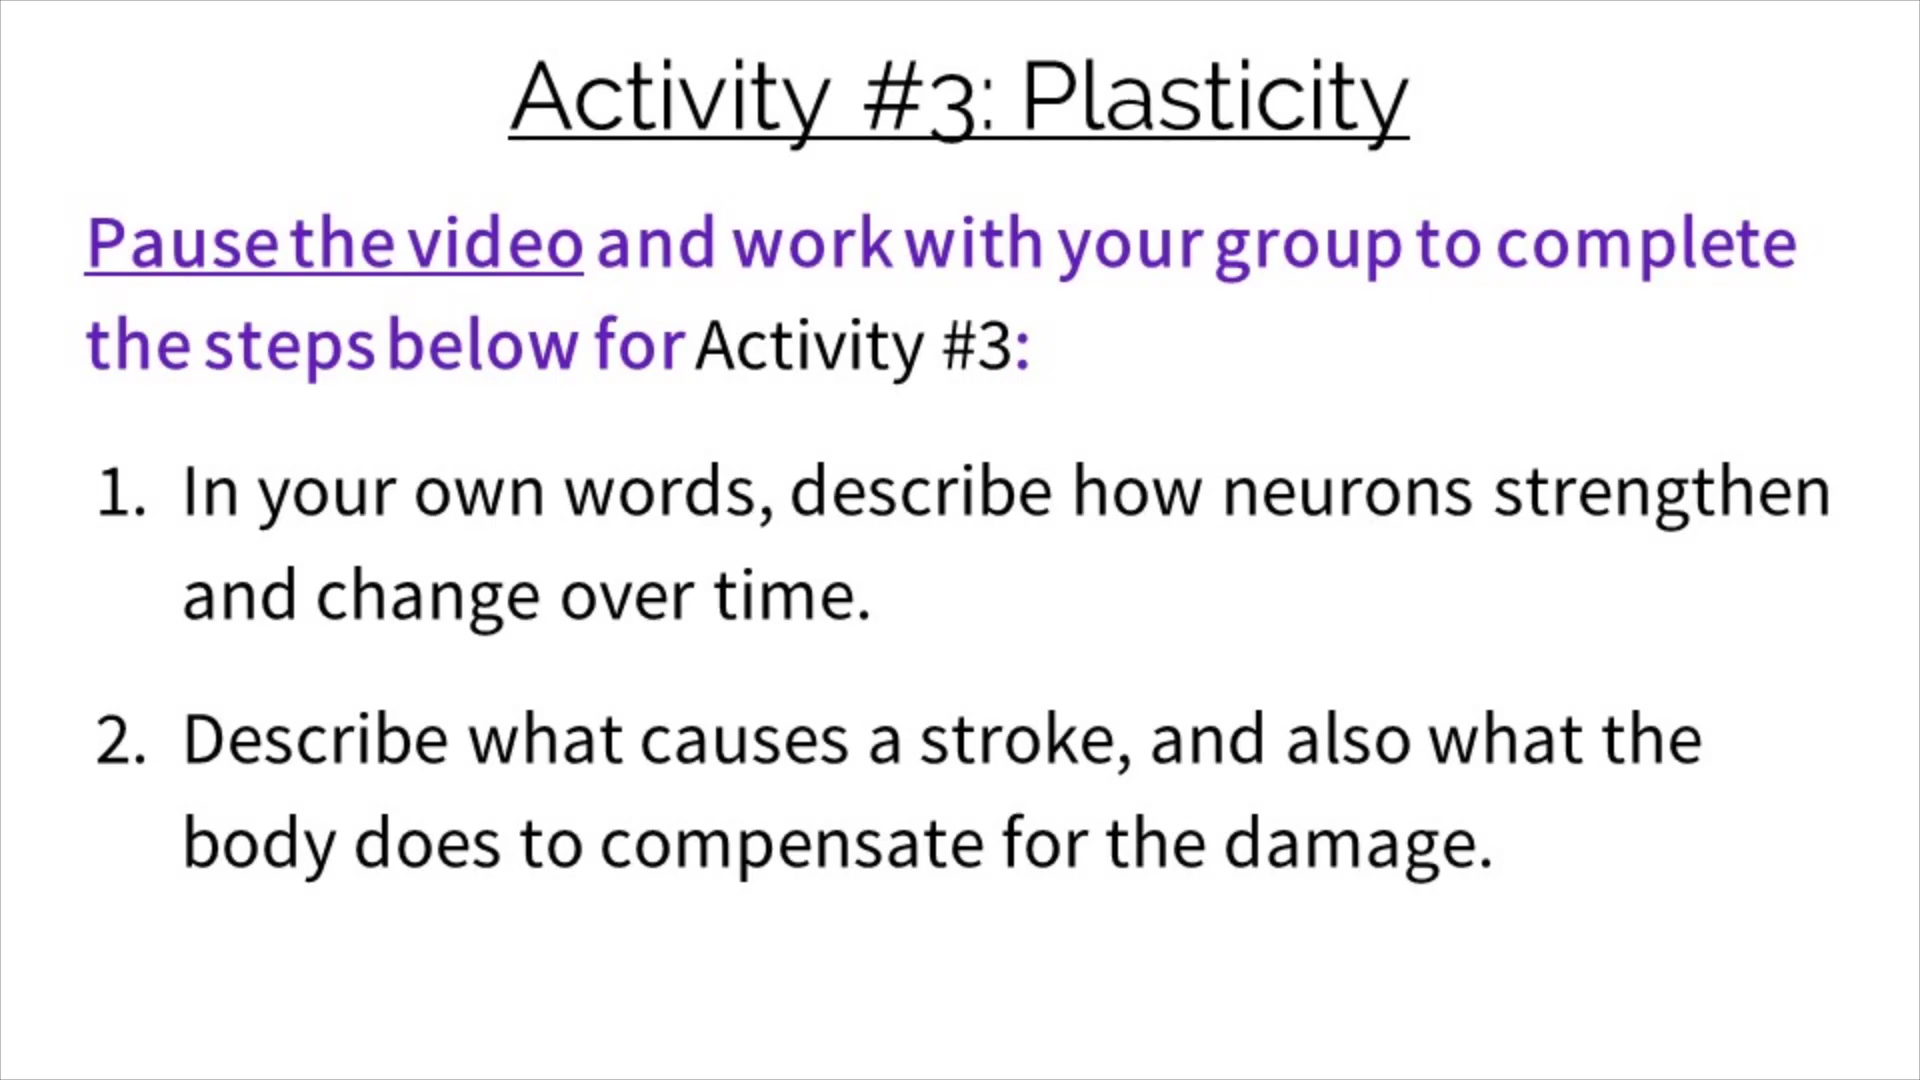 Activity #3: Plasticity
Pause the video and work with your group to complete
the steps below for Activity #3:
1. In your own words, describe how neurons strengthen
and change over time.
2. Describe what causes a stroke, and also what the
body does to compensate for the damage.